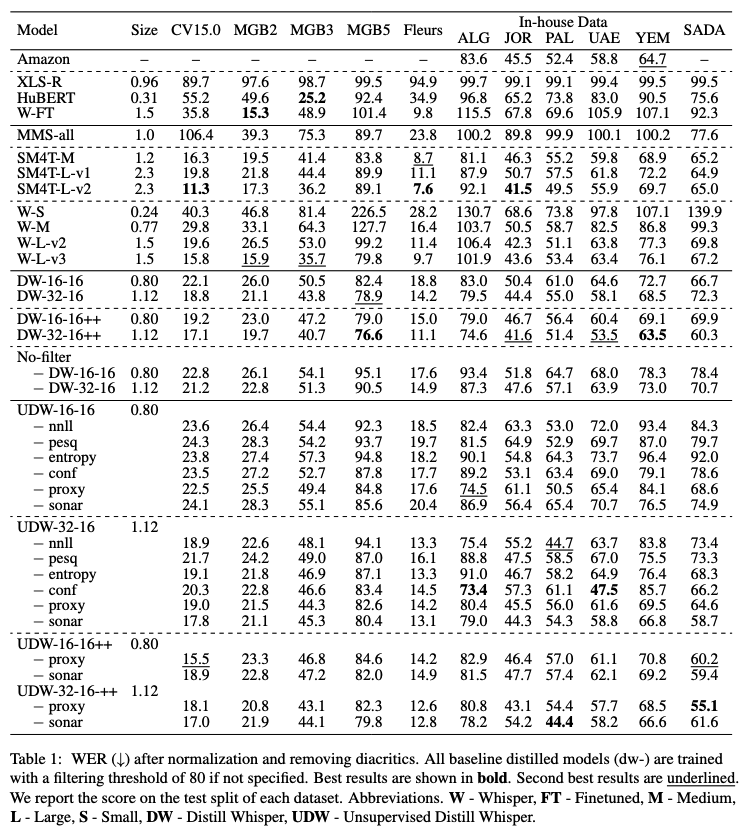 Model Size CV15.0 MGB2 MGB3 MGB5 Fleurs In-house Data SADA
ALG JOR PAL UAE YEM
Amazon – – – – – – 83.6 45.5 52.4 58.8 64.7 –
XLS-R 0.96 89.7 97.6 98.7 99.5 94.9 99.7 99.1 99.1 99.4 99.5 99.5
HuBERT 0.31 55.2 49.6 25.2 92.4 34.9 96.8 65.2 73.8 83.0 90.5 75.6
W-FT 1.5 35.8 15.3 48.9 101.4 9.8 115.5 67.8 69.6 105.9 107.1 92.3
MMS-all 1.0 106.4 39.3 75.3 89.7 23.8 100.2 89.8 99.9 100.1 100.2 77.6
SM4T-M 1.2 16.3 19.5 41.4 83.8 8.7 81.1 46.3 55.2 59.8 68.9 65.2
SM4T-L-v1 2.3 19.8 21.8 44.4 89.9 11.1 87.9 50.7 57.5 61.8 72.2 64.9
SM4T-L-v2 2.3 11.3 17.3 36.2 89.1 7.6 92.1 41.5 49.5 55.9 69.7 65.0
W-S 0.24 40.3 46.8 81.4 226.5 28.2 130.7 68.6 73.8 97.8 107.1 139.9
W-M 0.77 29.8 33.1 64.3 127.7 16.4 103.7 50.5 58.7 82.5 86.8 99.3
W-L-v2 1.5 19.6 26.5 53.0 99.2 11.4 106.4 42.3 51.1 63.8 77.3 69.8
W-L-v3 1.5 15.8 15.9 35.7 79.8 9.7 101.9 43.6 53.4 63.4 76.1 67.2
DW-16-16 0.80 22.1 26.0 50.5 82.4 18.8 83.0 50.4 61.0 64.6 72.7 66.7
DW-32-16 1.12 18.8 21.1 43.8 78.9 14.2 79.5 44.4 55.0 58.1 68.5 72.3
DW-16-16++ 0.80 19.2 23.0 47.2 79.0 15.0 79.0 46.7 56.4 60.4 69.1 69.9
DW-32-16++ 1.12 17.1 19.7 40.7 76.6 11.1 74.6 41.6 51.4 53.5 63.5 60.3
No-filter
– DW-16-16 0.80 22.8 26.1 54.1 95.1 17.6 93.4 51.8 64.7 68.0 78.3 78.4
– DW-32-16 1.12 21.2 22.8 51.3 90.5 14.9 87.3 47.6 57.1 63.9 73.0 70.7
UDW-16-16 0.80
– nnll 23.6 26.4 54.4 92.3 18.5 82.4 63.3 53.0 72.0 93.4 84.3
– pesq 24.3 28.3 54.2 93.7 19.7 81.5 64.9 52.9 69.7 87.0 79.7
– entropy 23.8 27.4 57.3 94.8 18.2 90.1 54.8 64.3 73.7 96.4 92.0
– conf 23.5 27.2 52.7 87.8 17.7 89.2 53.1 63.4 69.0 79.1 78.6
– proxy 22.5 25.5 49.4 84.8 17.6 74.5 61.1 50.5 65.4 84.1 68.6
– sonar 24.1 28.3 55.1 85.6 20.4 86.9 56.4 65.4 70.7 76.5 74.9
UDW-32-16 1.12
– nnll 18.9 22.6 48.1 94.1 13.3 75.4 55.2 44.7 63.7 83.8 73.4
– pesq 21.7 24.2 49.0 87.0 16.1 88.8 47.5 58.5 67.0 75.5 73.3
– entropy 19.1 21.8 46.9 87.1 13.3 91.0 46.7 58.2 64.9 76.4 68.3
– conf 20.3 22.8 46.6 83.4 14.5 73.4 57.3 61.1 47.5 85.7 66.2
– proxy 19.0 21.5 44.3 82.6 14.2 80.4 45.5 56.0 61.6 69.5 64.6
– sonar 17.8 21.1 45.3 80.4 13.1 79.0 44.3 54.3 58.8 66.8 58.7
UDW-16-16++ 0.80
– proxy 15.5 23.3 46.8 84.6 14.2 82.9 46.4 57.0 61.1 70.8 60.2
– sonar 18.9 22.8 47.2 82.0 14.9 81.5 47.7 57.4 62.1 69.2 59.4
UDW-32-16-++ 1.12
– proxy 18.1 20.8 43.1 82.3 12.6 80.8 43.1 54.4 57.7 68.5 55.1
– sonar 17.0 21.9 44.1 79.8 12.8 78.2 54.2 44.4 58.2 66.6 61.6
Table 1: WER (↓) after normalization and removing diacritics. All baseline distilled models (dw-) are trained
with a filtering threshold of 80 if not specified. Best results are shown in bold. Second best results are underlined.
We report the score on the test split of each dataset. Abbreviations. W - Whisper, FT - Finetuned, M - Medium,
L - Large, S - Small, DW - Distill Whisper, UDW - Unsupervised Distill Whisper.